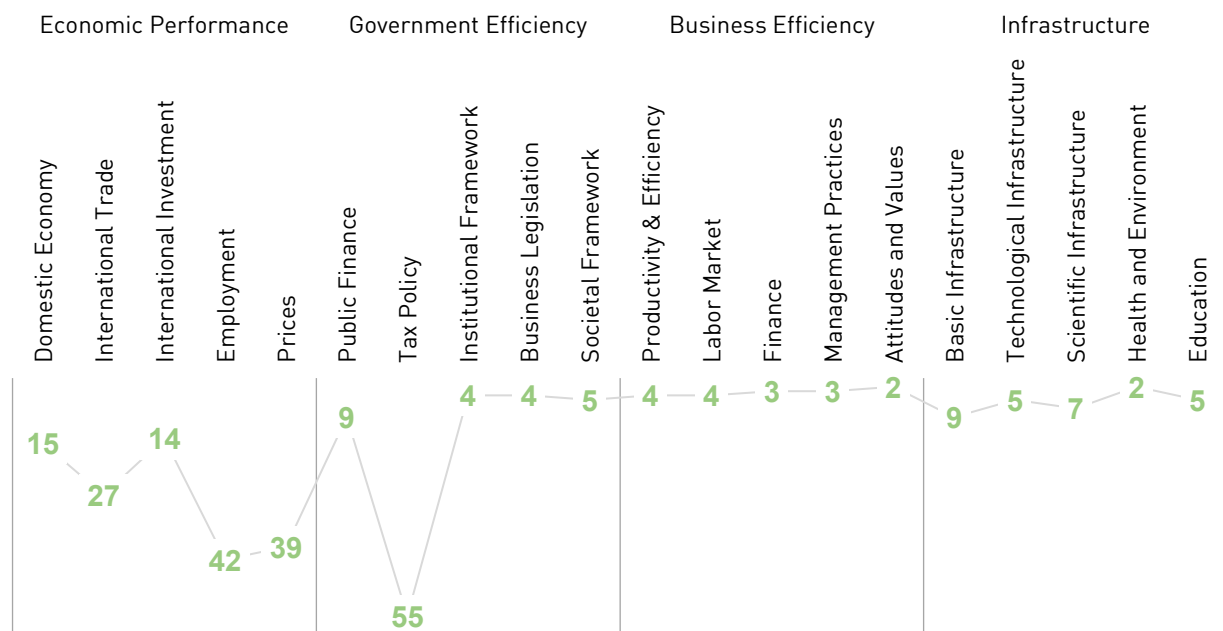 Economic Performance
Government Efficiency
Business Efficiency
Infrastructure
Domestic Economy
International Trade
International Investment
Employment
Prices
Public Finance
Tax Policy
Institutional Framework
Business Legislation
Societal Framework
Productivity & Efficiency
Labor Market
Finance
Management Practices
Attitudes and Values
Basic Infrastructure
Technological Infrastructure
Scientific Infrastructure
Health and Environment
Education
15
27
14
42
39
9
55
4
4
5
4
4
3
3
2
9
5
7
2
5